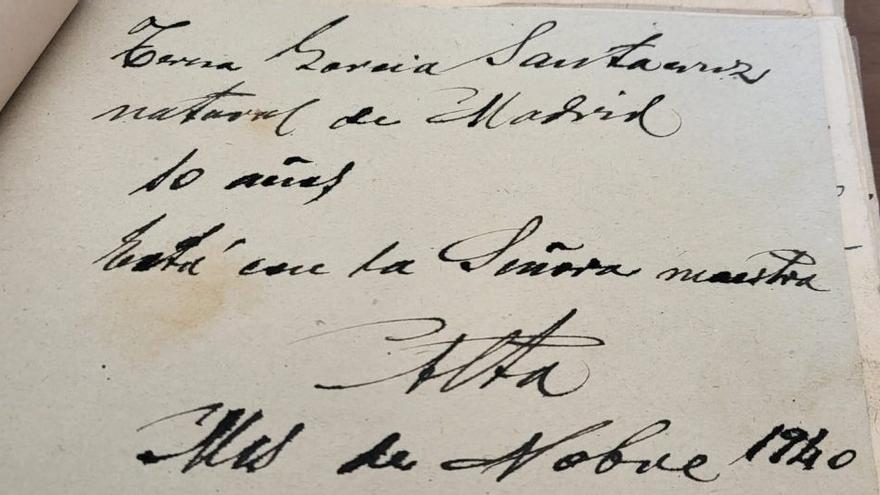 Teresa Garcia Santacruz
natural de Madrid
10 años
Está con la Señora maestra
Alta
Mes de Nobre 1940